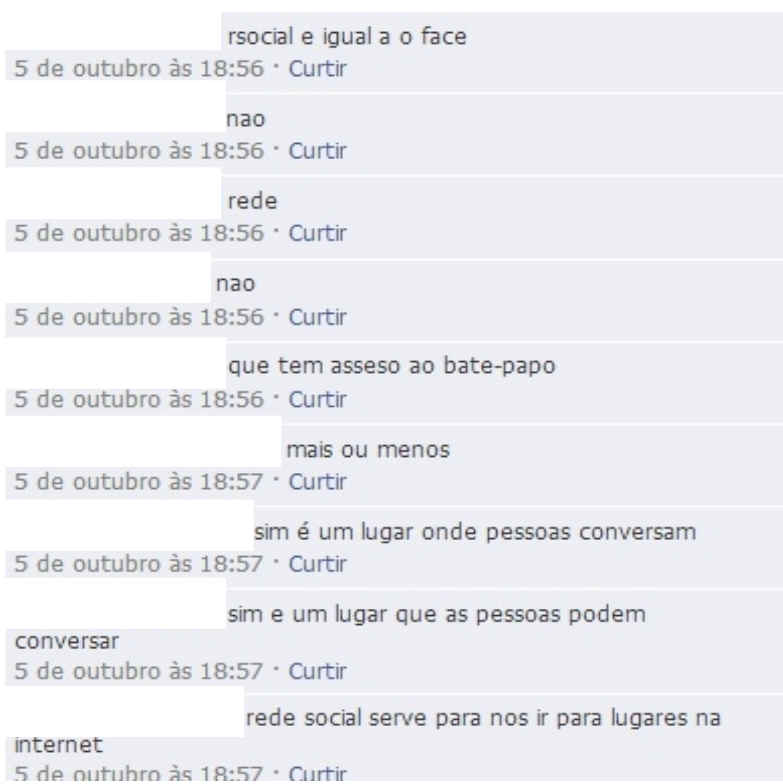 rsocial e igual a o face
5 de outubro às 18:56 · Curtir
nao
5 de outubro às 18:56 · Curtir
rede
5 de outubro às 18:56 · Curtir
nao
5 de outubro às 18:56 · Curtir
que tem asseso ao bate-papo
5 de outubro às 18:56 · Curtir
mais ou menos
5 de outubro às 18:57 · Curtir
sim é um lugar onde pessoas conversam
5 de outubro às 18:57 · Curtir
sim e um lugar que as pessoas podem
conversar
5 de outubro às 18:57 · Curtir
rede social serve para nos ir para lugares na
internet
5 de outubro às 18:57 · Curtir